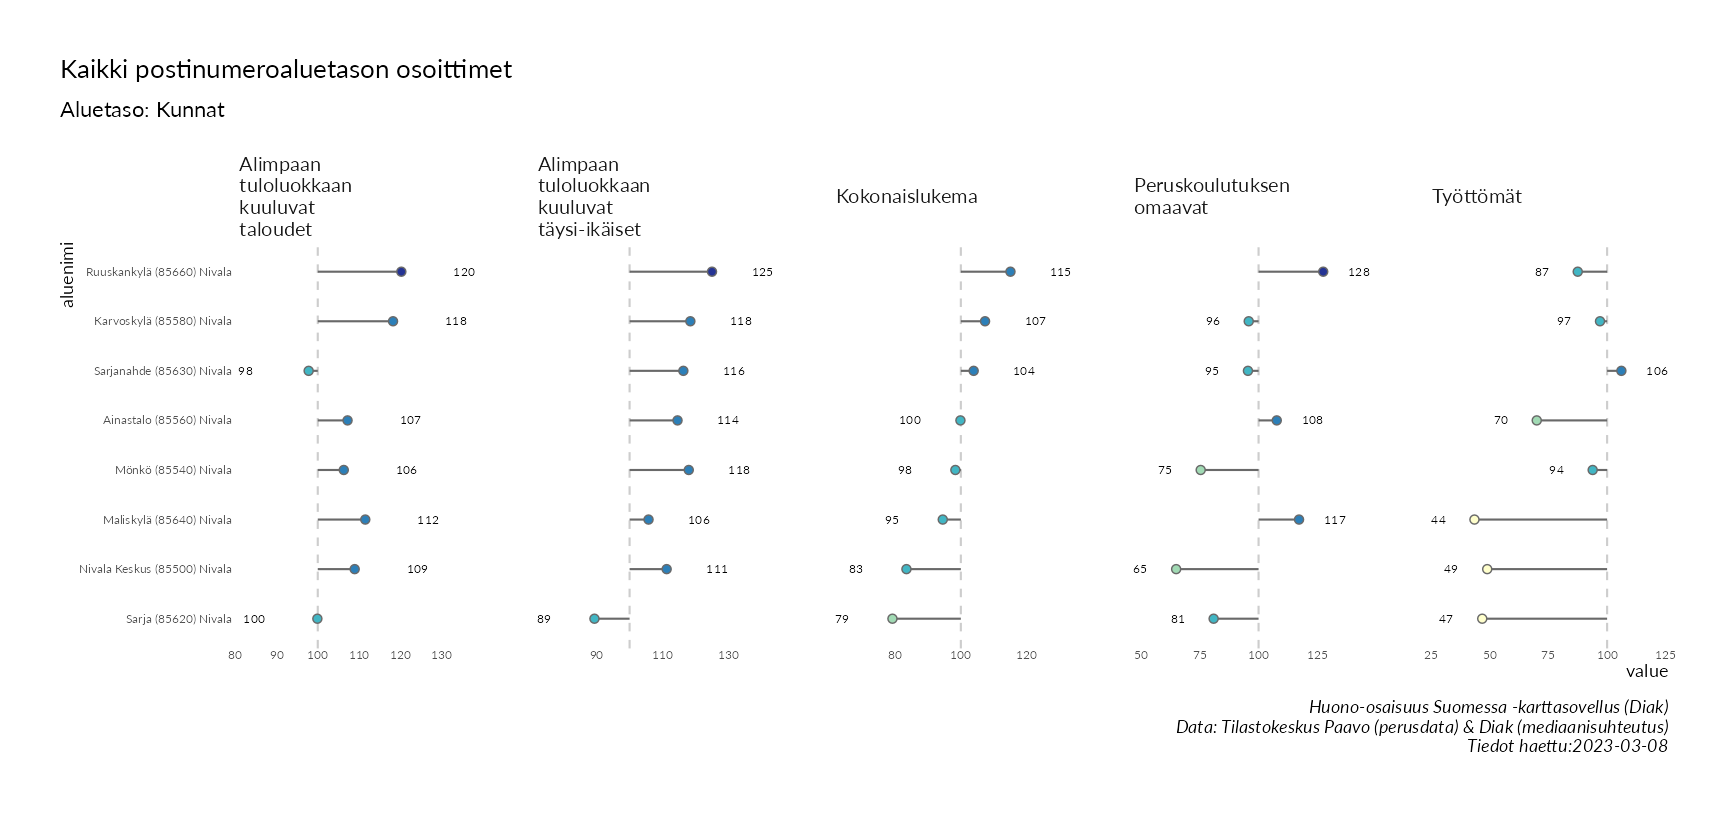 Kaikki postinumeroaluetason osoittimet
Aluetaso: Kunnat
Alimpaan
tuloluokkaan
kuuluvat
taloudet
Alimpaan
tuloluokkaan
kuuluvat
täysi-ikäiset
Kokonaislukema
Peruskoulutuksen
omaavat
Työttömät
aluenimi
Ruuskankylä (85660) Nivala 120 125 115 128 87
Karvoskylä (85580) Nivala 118 118 107 96 97
Sarjanahde (85630) Nivala 98 116 104 95 106
Ainastalo (85560) Nivala 107 114 100 108 70
Mönkö (85540) Nivala 106 118 98 75 94
Maliskylä (85640) Nivala 112 106 95 117 44
Nivala Keskus (85500) Nivala 109 111 83 65 49
Sarja (85620) Nivala 100 89 79 81 47
80 90 100 110 120 130 90 110 130 80 100 120 50 75 100 125 25 50 75 100 125
value
Huono-osaisuus Suomessa -karttasovellus (Diak)
Data: Tilastokeskus Paavo (perusdata) & Diak (mediaanisuhteutus)
Tiedot haettu:2023-03-08